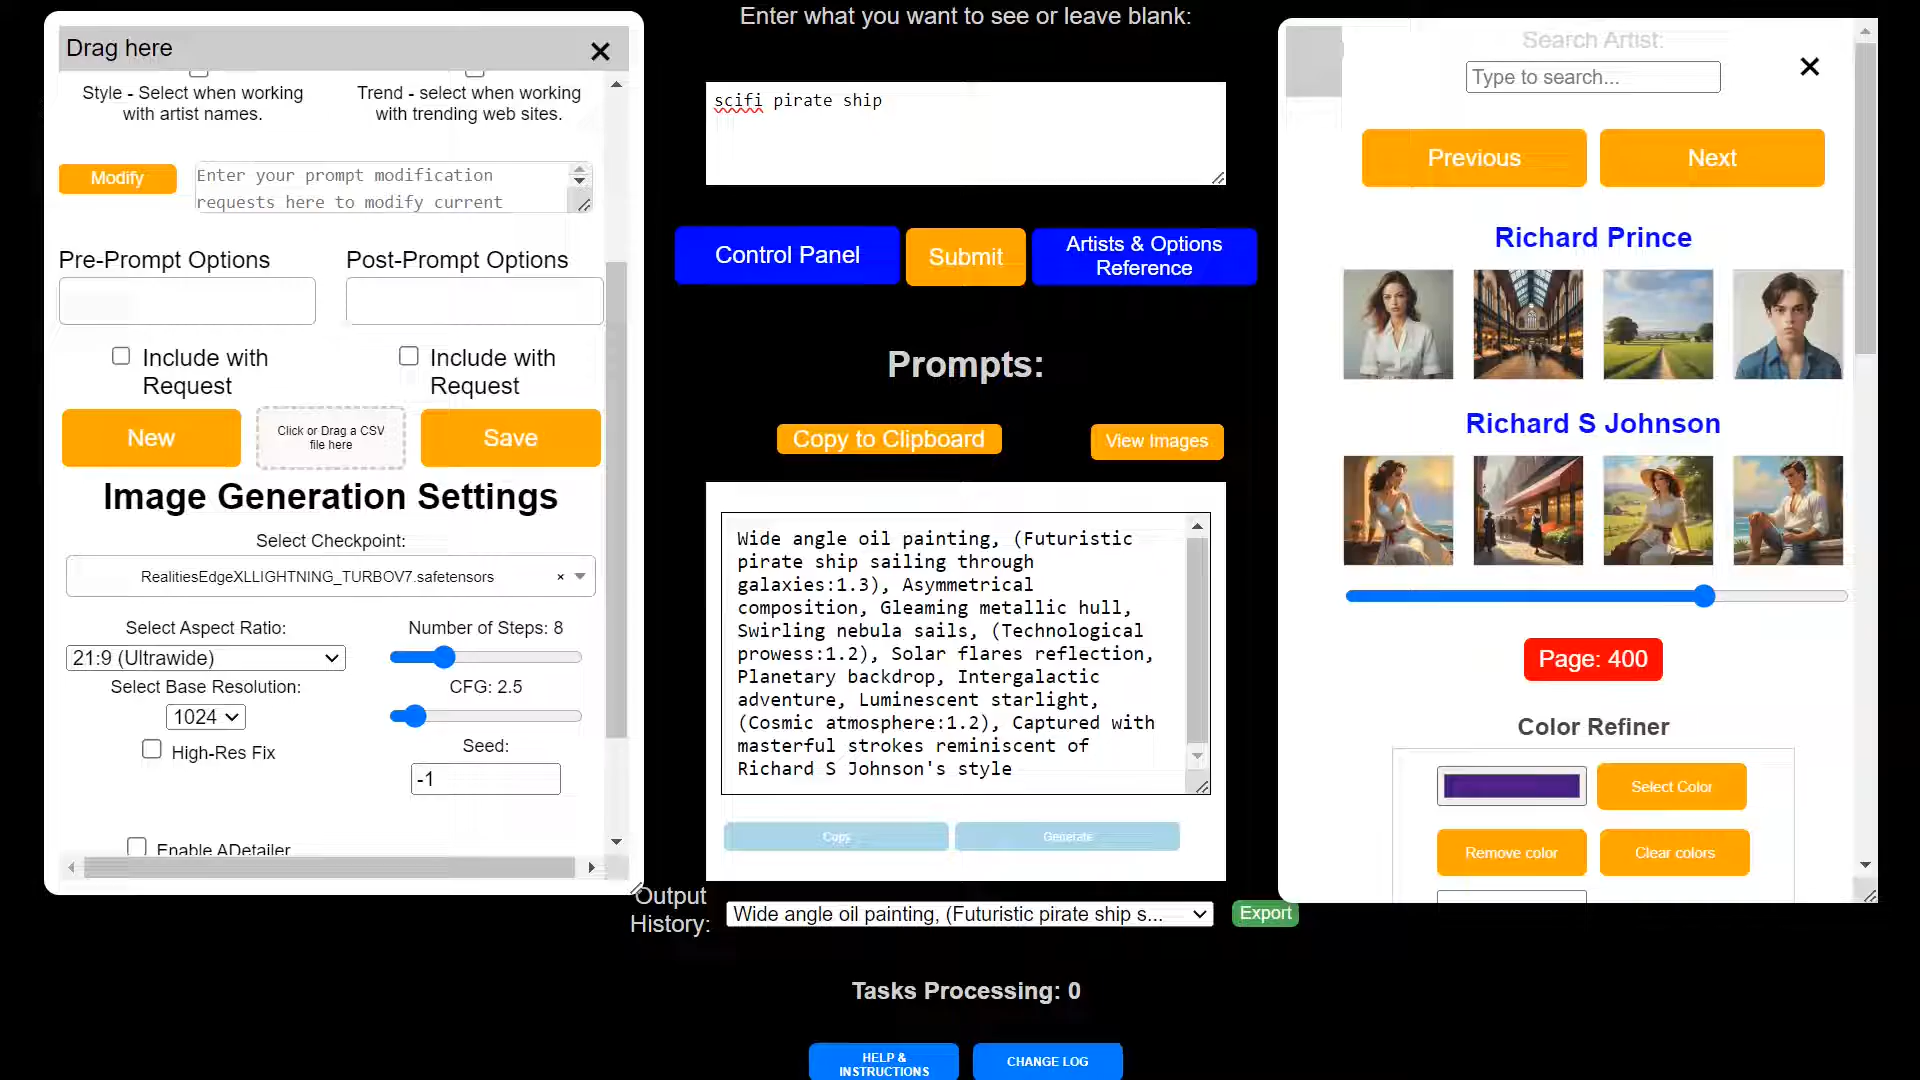 Drag here
Style - Select when working
with artist names.
Trend - select when working
with trending web sites.
Modify
Enter your prompt modification
requests here to modify current
Pre-Prompt Options
Post-Prompt Options
Include with
Request
Include with
Request
New
Click or Drag a CSV
file here
Save
Image Generation Settings
Select Checkpoint:
RealitiesEdgeXLLIGHTNING_TURBOV7.safetensors
×
Select Aspect Ratio:
21:9 (Ultrawide)
Number of Steps: 8
Select Base Resolution:
1024
CFG: 2.5
High-Res Fix
Seed:
-1
Enable ADetailer
Enter what you want to see or leave blank:
scifi pirate ship
Control Panel
Submit
Artists & Options
Reference
Prompts:
Copy to Clipboard
View Images
Wide angle oil painting, (Futuristic
pirate ship sailing through
galaxies:1.3), Asymmetrical
composition, Gleaming metallic hull,
Swirling nebula sails, (Technological
prowess:1.2), Solar flares reflection,
Planetary backdrop, Intergalactic
adventure, Luminescent starlight,
(Cosmic atmosphere:1.2), Captured with
masterful strokes reminiscent of
Richard S Johnson's style
Copy
Generate
Output
History:
Wide angle oil painting, (Futuristic pirate ship s...
Export
Tasks Processing: 0
HELP &
INSTRUCTIONS
CHANGE LOG
Search Artist:
Type to search...
Previous
Next
Richard Prince
Richard S Johnson
Page: 400
Color Refiner
Select Color
Remove color
Clear colors